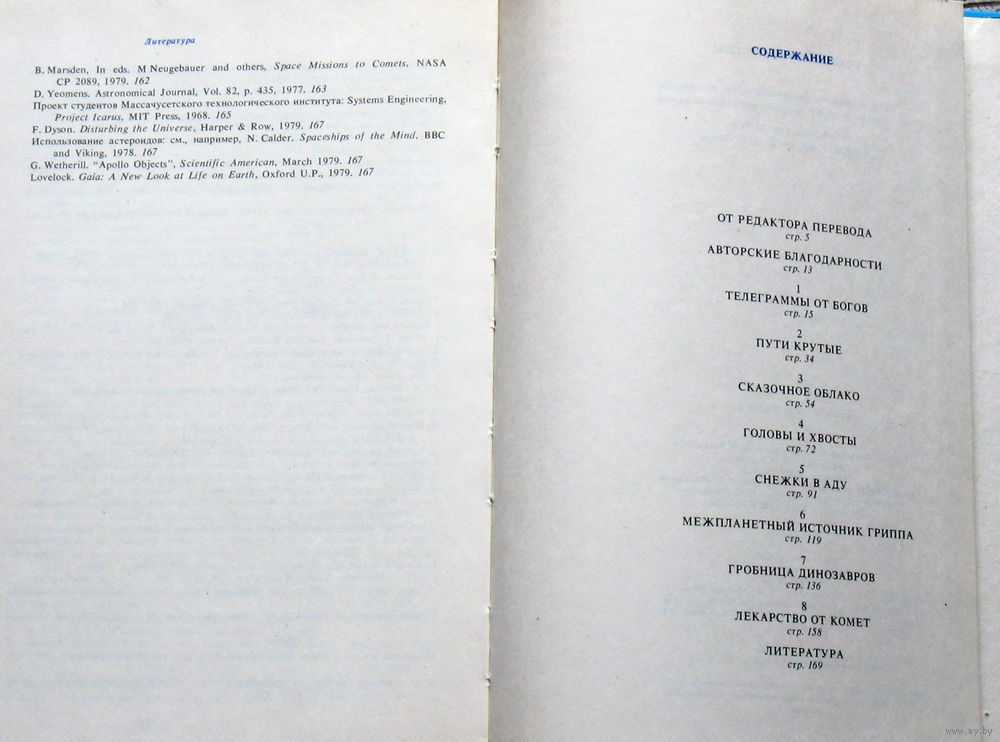 Литература
B. Marsden, In eds. M Neugebauer and others, Space Missions to Comets, NASA
CP 2089, 1979. 162
D. Yeomens. Astronomical Journal, Vol. 82, p. 435, 1977. 163
Проект студентов Массачусетского технологического института: Systems Engineering,
Project Icarus, MIT Press, 1968. 165
F. Dyson. Disturbing the Universe, Harper & Row, 1979. 167
Использование астероидов: см., например, N. Calder. Spaceships of the Mind. BBC
and Viking, 1978. 167
G. Wetherill. "Apollo Objects", Scientific American, March 1979. 167
Lovelock. Gaia: A New Look at Life on Earth, Oxford U.P., 1979. 167
СОДЕРЖАНИЕ
ОТ РЕДАКТОРА ПЕРЕВОДА
стр. 5
АВТОРСКИЕ БЛАГОДАРНОСТИ
стр. 13
1
ТЕЛЕГРАММЫ ОТ БОГОВ
стр. 15
2
ПУТИ КРУТЫЕ
стр. 34
3
СКАЗОЧНОЕ ОБЛАКО
стр. 54
4
ГОЛОВЫ И ХВОСТЫ
стр. 72
5
СНЕЖКИ В АДУ
стр. 91
6
МЕЖПЛАНЕТНЫЙ ИСТОЧНИК ГРИППА
стр. 119
7
ГРОБНИЦА ДИНОЗАВРОВ
стр. 136
8
ЛЕКАРСТВО ОТ КОМЕТ
стр. 158
ЛИТЕРАТУРА
стр. 169
www.ay.by